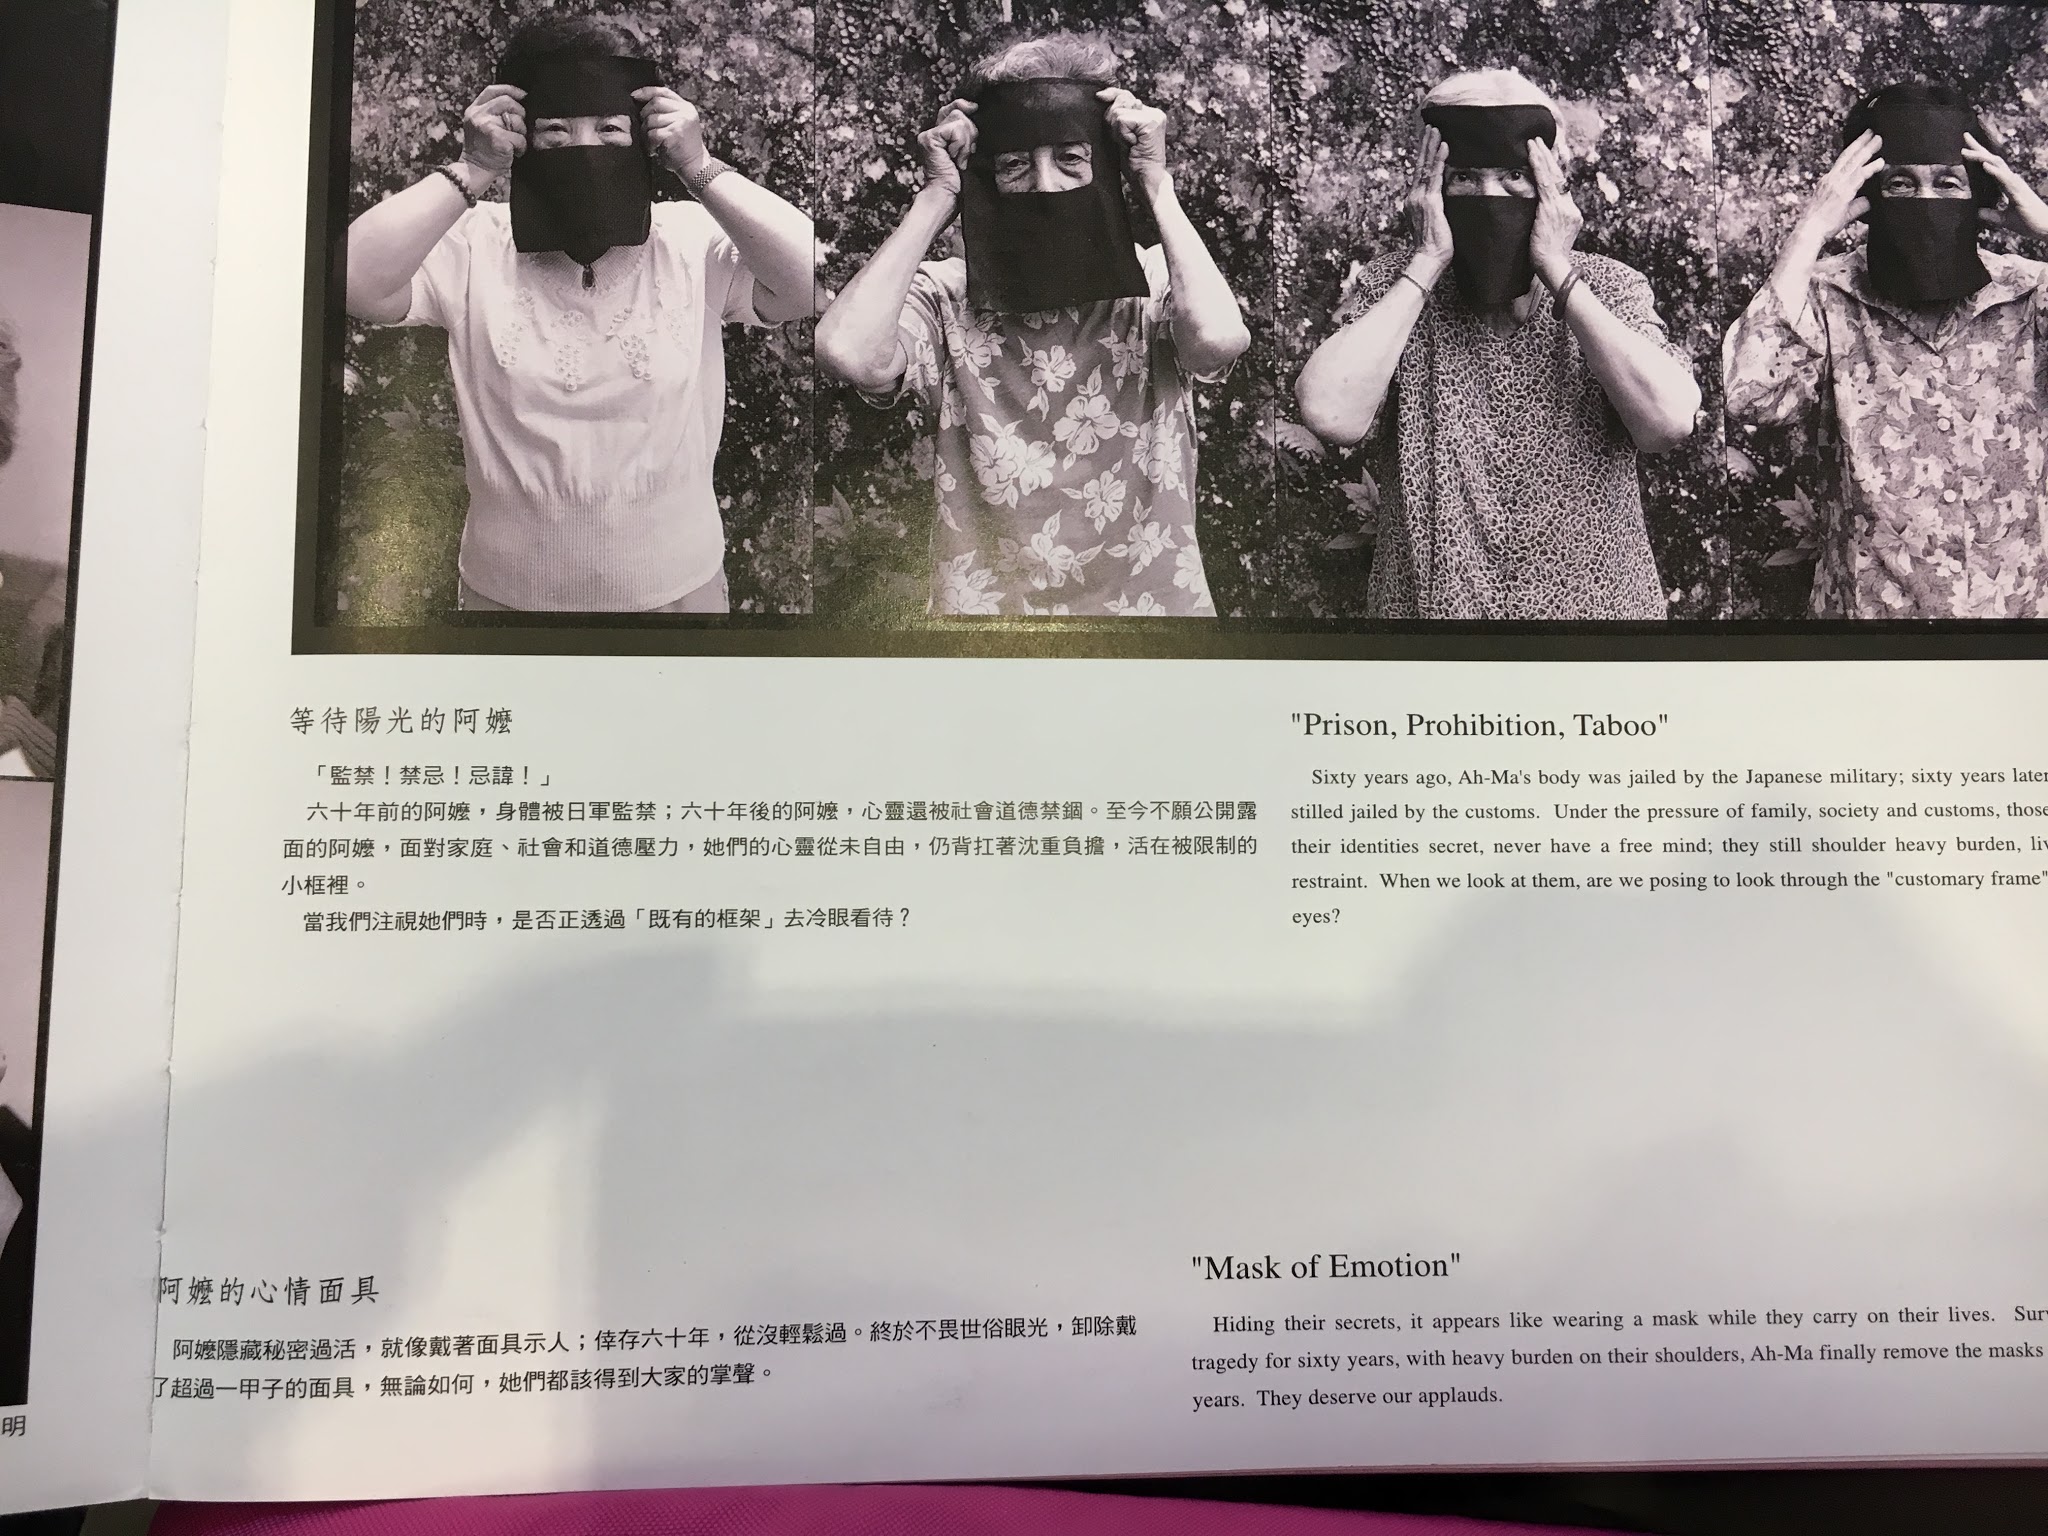 等待陽光的阿嬤
「監禁！禁忌！忌諱！」
六十年前的阿嬤，身體被日軍監禁；六十年後的阿嬤，心靈還被社會道德禁錮。至今不願公開露
面的阿嬤，面對家庭、社會和道德壓力，她們的心靈從未自由，仍背扛著沈重負擔，活在被限制的
小框裡。
當我們注視她們時，是否正透過「既有的框架」去冷眼看待？
"Prison, Prohibition, Taboo"
Sixty years ago, Ah-Ma's body was jailed by the Japanese military; sixty years later
stilled jailed by the customs. Under the pressure of family, society and customs, those
their identities secret, never have a free mind; they still shoulder heavy burden,
restraint. When we look at them, are we posing to look through the "customary frame"
eyes?
阿嬤的心情面具
阿嬤隱藏秘密過活，就像戴著面具示人；倖存六十年，從沒輕鬆過。終於不畏世俗眼光，卸除戴
了超過一甲子的面具，無論如何，她們都該得到大家的掌聲。
"Mask of Emotion"
Hiding their secrets, it appears like wearing a mask while they carry on their lives.
tragedy for sixty years, with heavy burden on their shoulders, Ah-Ma finally remove the masks
years. They deserve our applauds.
明